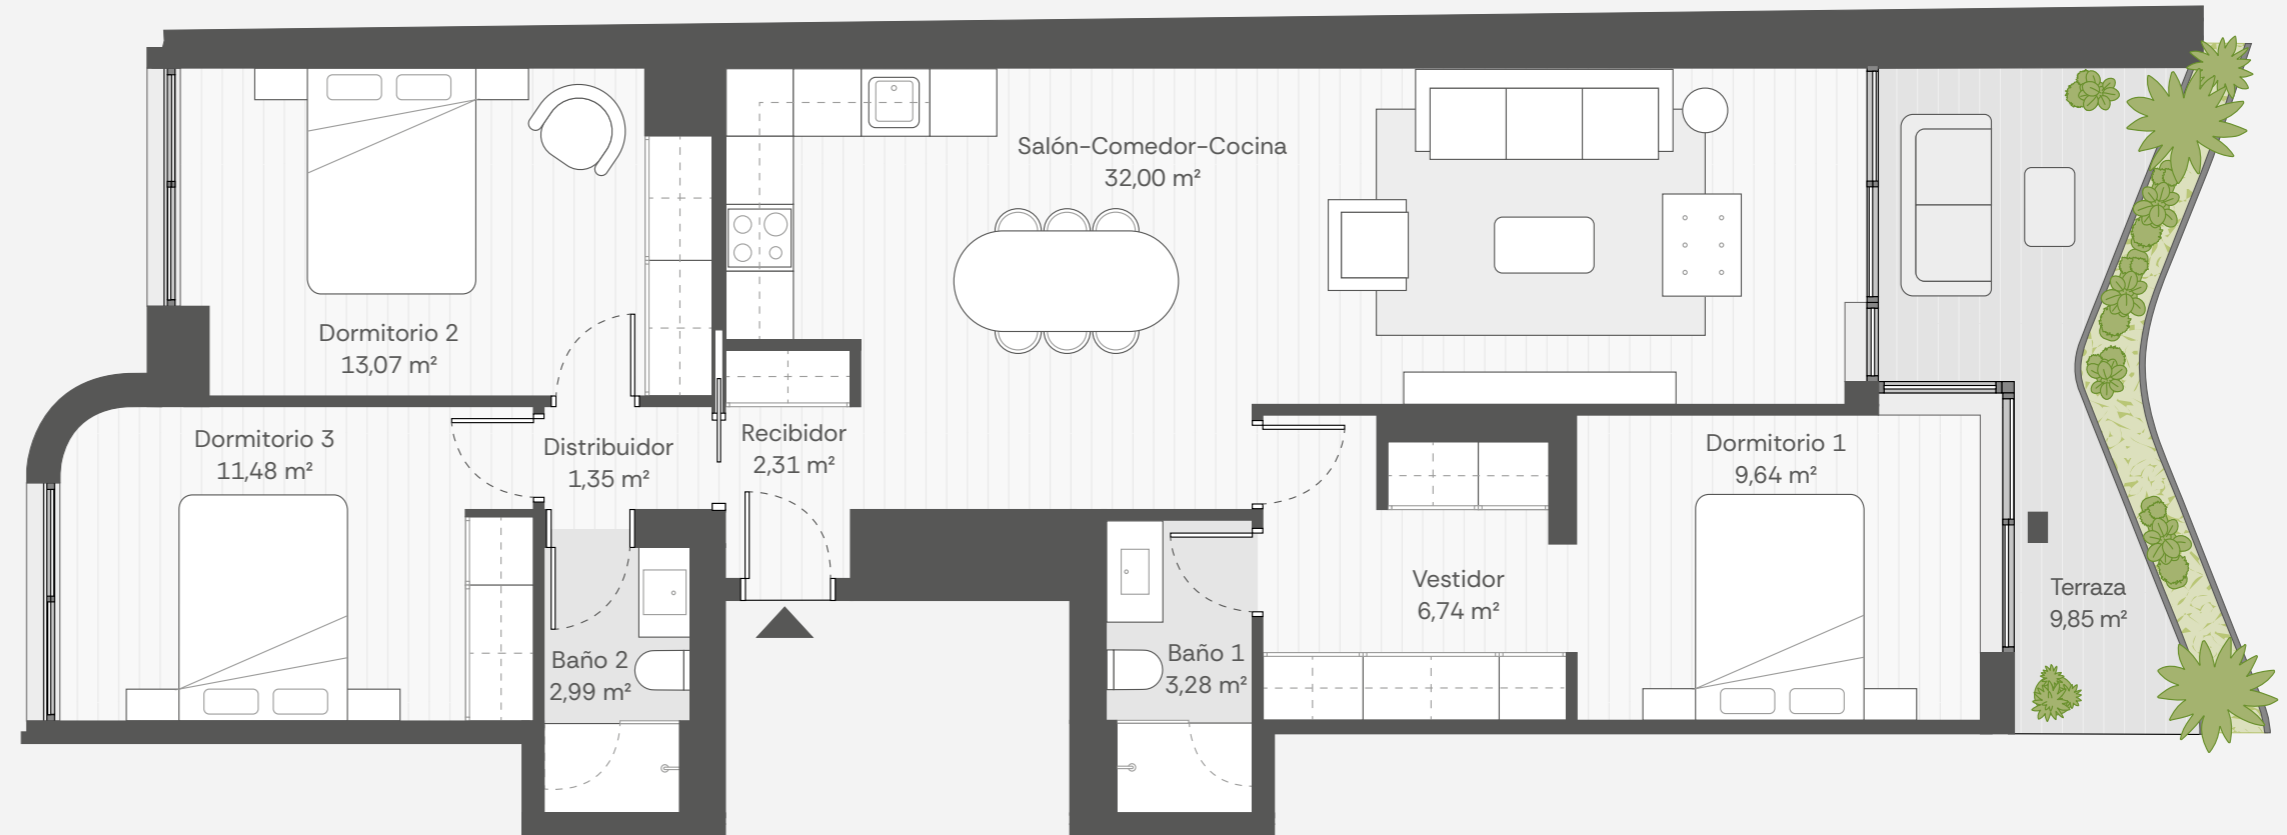 Salón-Comedor-Cocina
32,00 m²
Dormitorio 2
13,07 m²
Dormitorio 3
11,48 m²
Distribuidor
1,35 m²
Recibidor
2,31 m²
Dormitorio 1
9,64 m²
Vestidor
6,74 m²
Terraza
9,85 m²
Baño 2
2,99 m²
Baño 1
3,28 m²